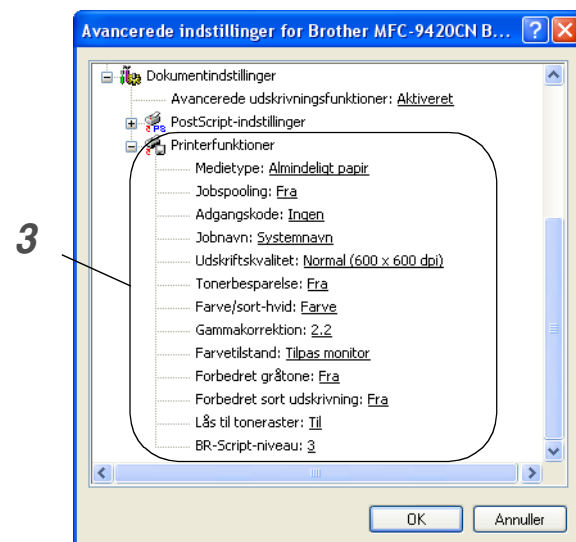 Avancerede indstillinger for Brother MFC-9420CN B...
Dokumentindstillinger
Avancerede udskrivningsfunktioner: Aktiveret
PostScript-indstillinger
Printerfunktioner
Medietype: Almindeligt papir
Jobspooling: Fra
Adgangskode: Ingen
Jobnavn: Systemnavn
Udskriftskvalitet: Normal (600 x 600 dpi)
Tonerbesparelse: Fra
Farve/sort-hvid: Farve
Gammakorrektion: 2.2
Farvetilstand: Tilpas monitor
Forbedret gråtone: Fra
Forbedret sort udskrivning: Fra
Lås til toneraster: Til
BR-Script-niveau: 3
3
OK
Annuller